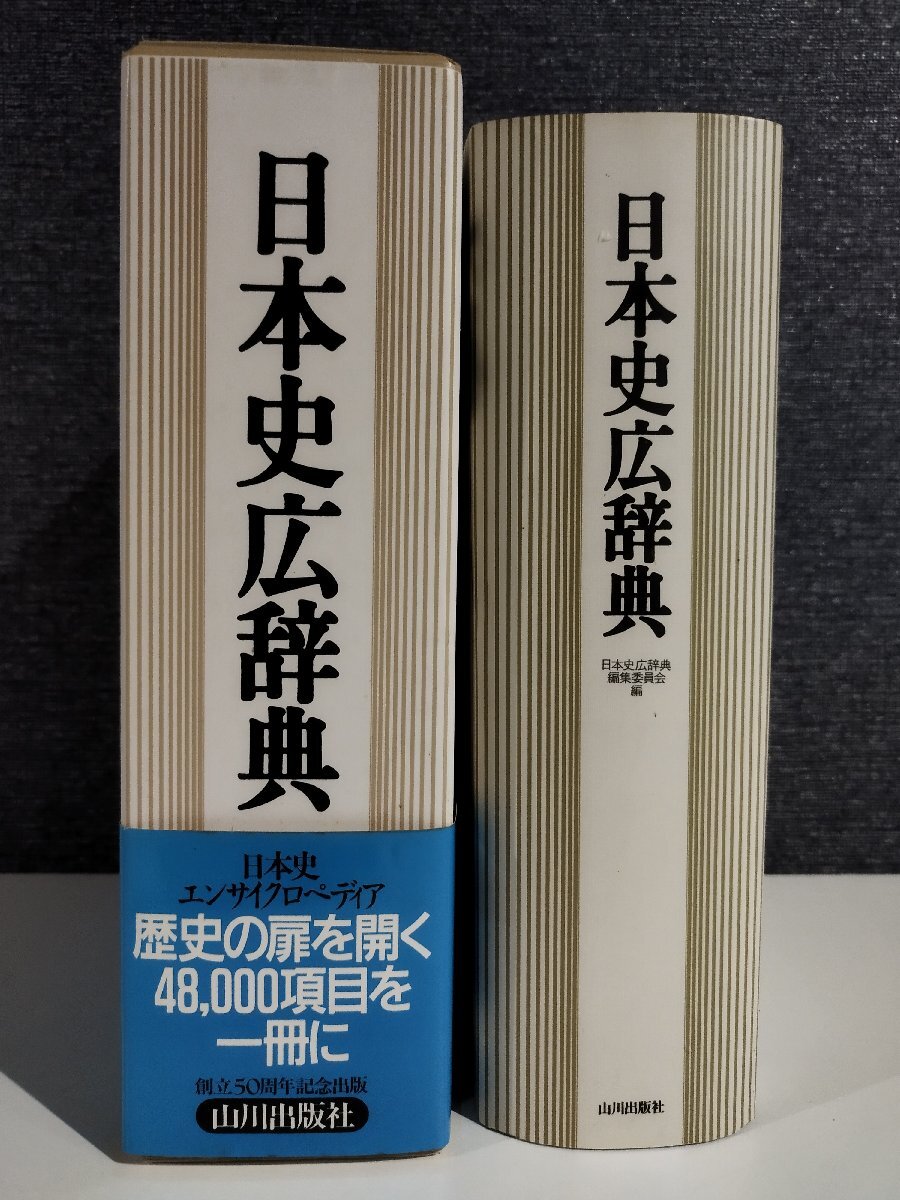 日本史広辞典
日本史
エンサイクロペディア
歴史の扉を開く
48,000項目を
一冊に
創立50周年記念出版
山川出版社
日本史広辞典
日本史広辞典
編集委員会
編
山川出版社